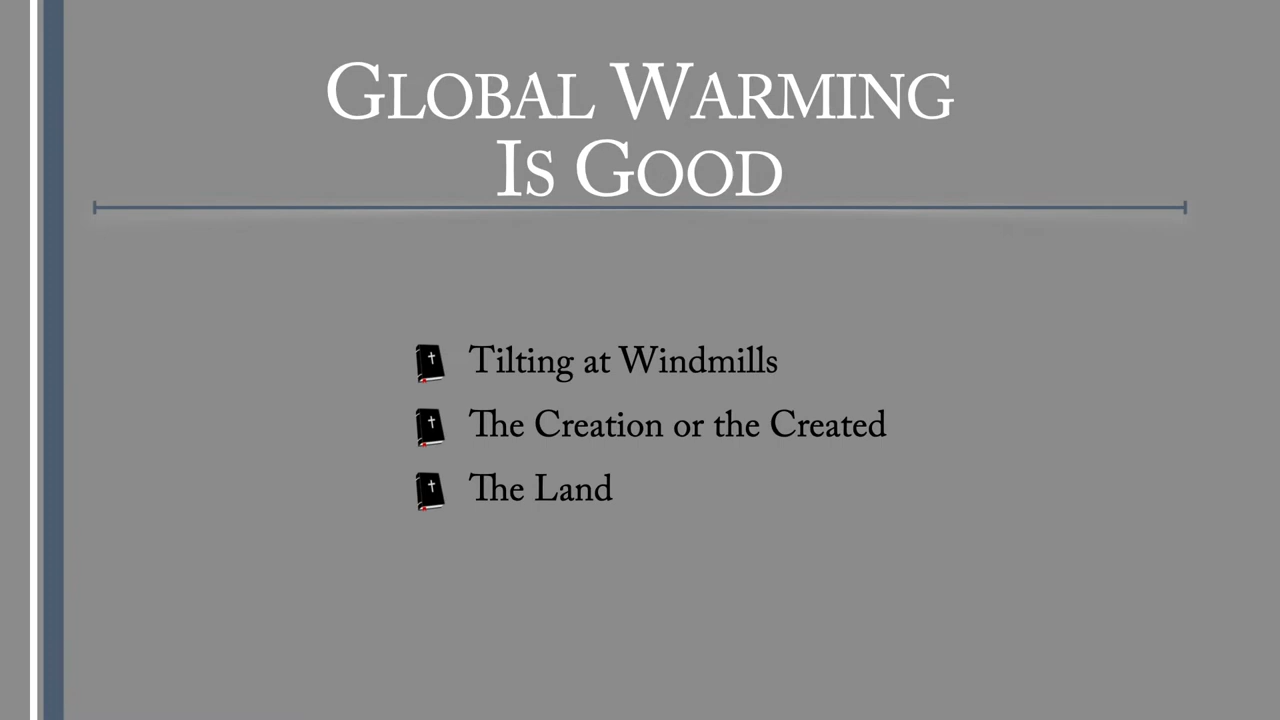 Global Warming
Is Good
Tilting at Windmills
The Creation or the Created
The Land